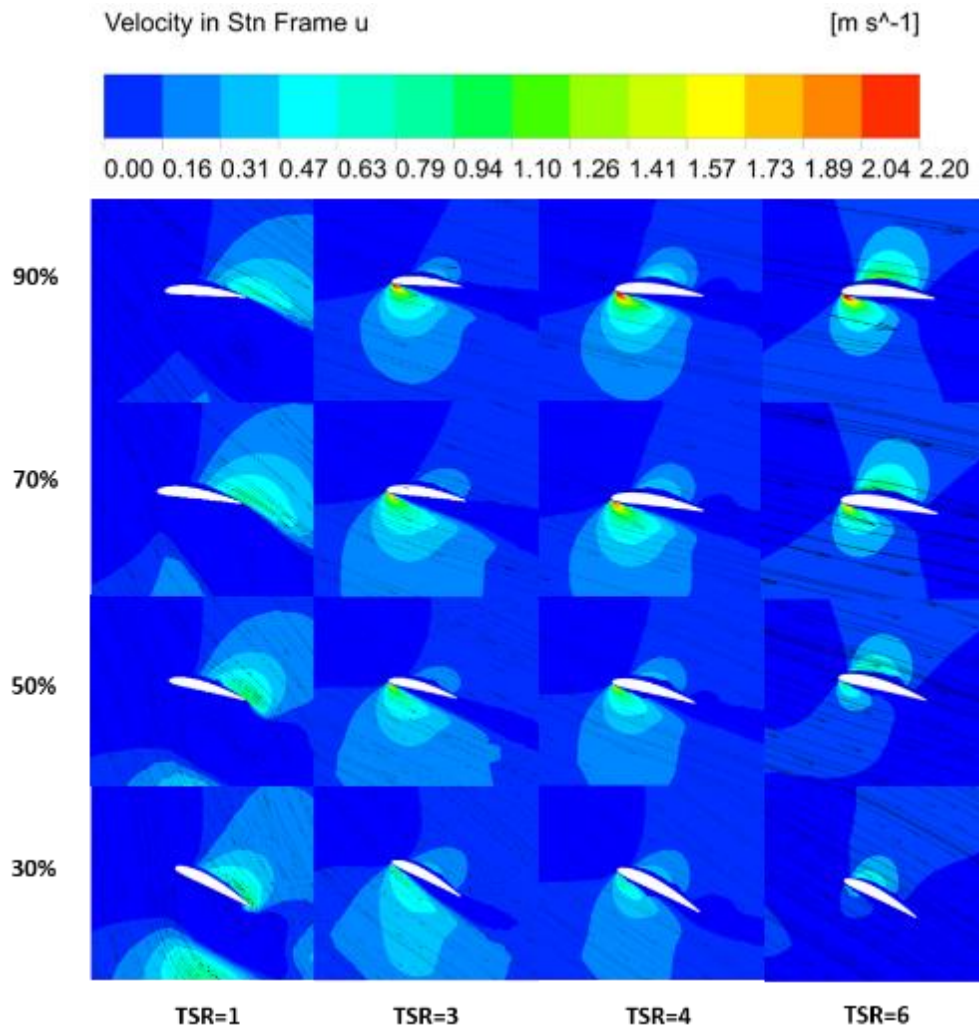 Velocity in Stn Frame u [m s^-1]
0.00 0.16 0.31 0.47 0.63 0.79 0.94 1.10 1.26 1.41 1.57 1.73 1.89 2.04 2.20
90%
70%
50%
30%
TSR=1 TSR=3 TSR=4 TSR=6